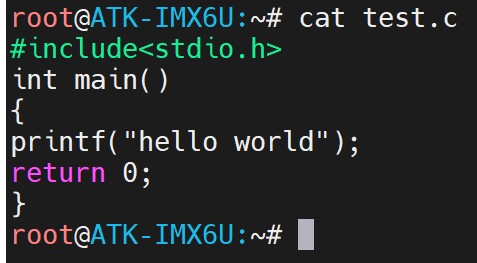 root@ATK-IMX6U:~# cat test.c
#include<stdio.h>
int main()
{
printf("hello world");
return 0;
}
root@ATK-IMX6U:~#